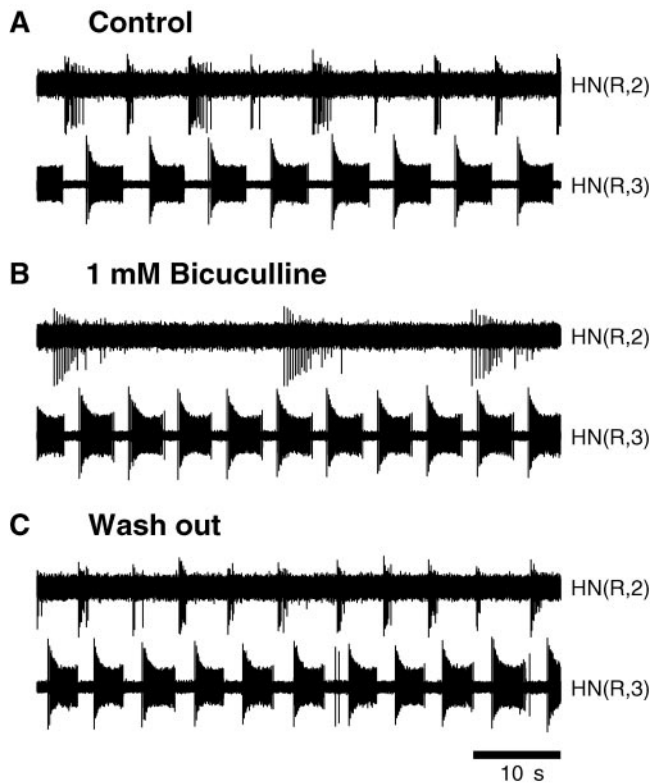 A Control
HN(R,2)
HN(R,3)
B 1 mM Bicuculline
HN(R,2)
HN(R,3)
C Wash out
HN(R,2)
HN(R,3)
10 s